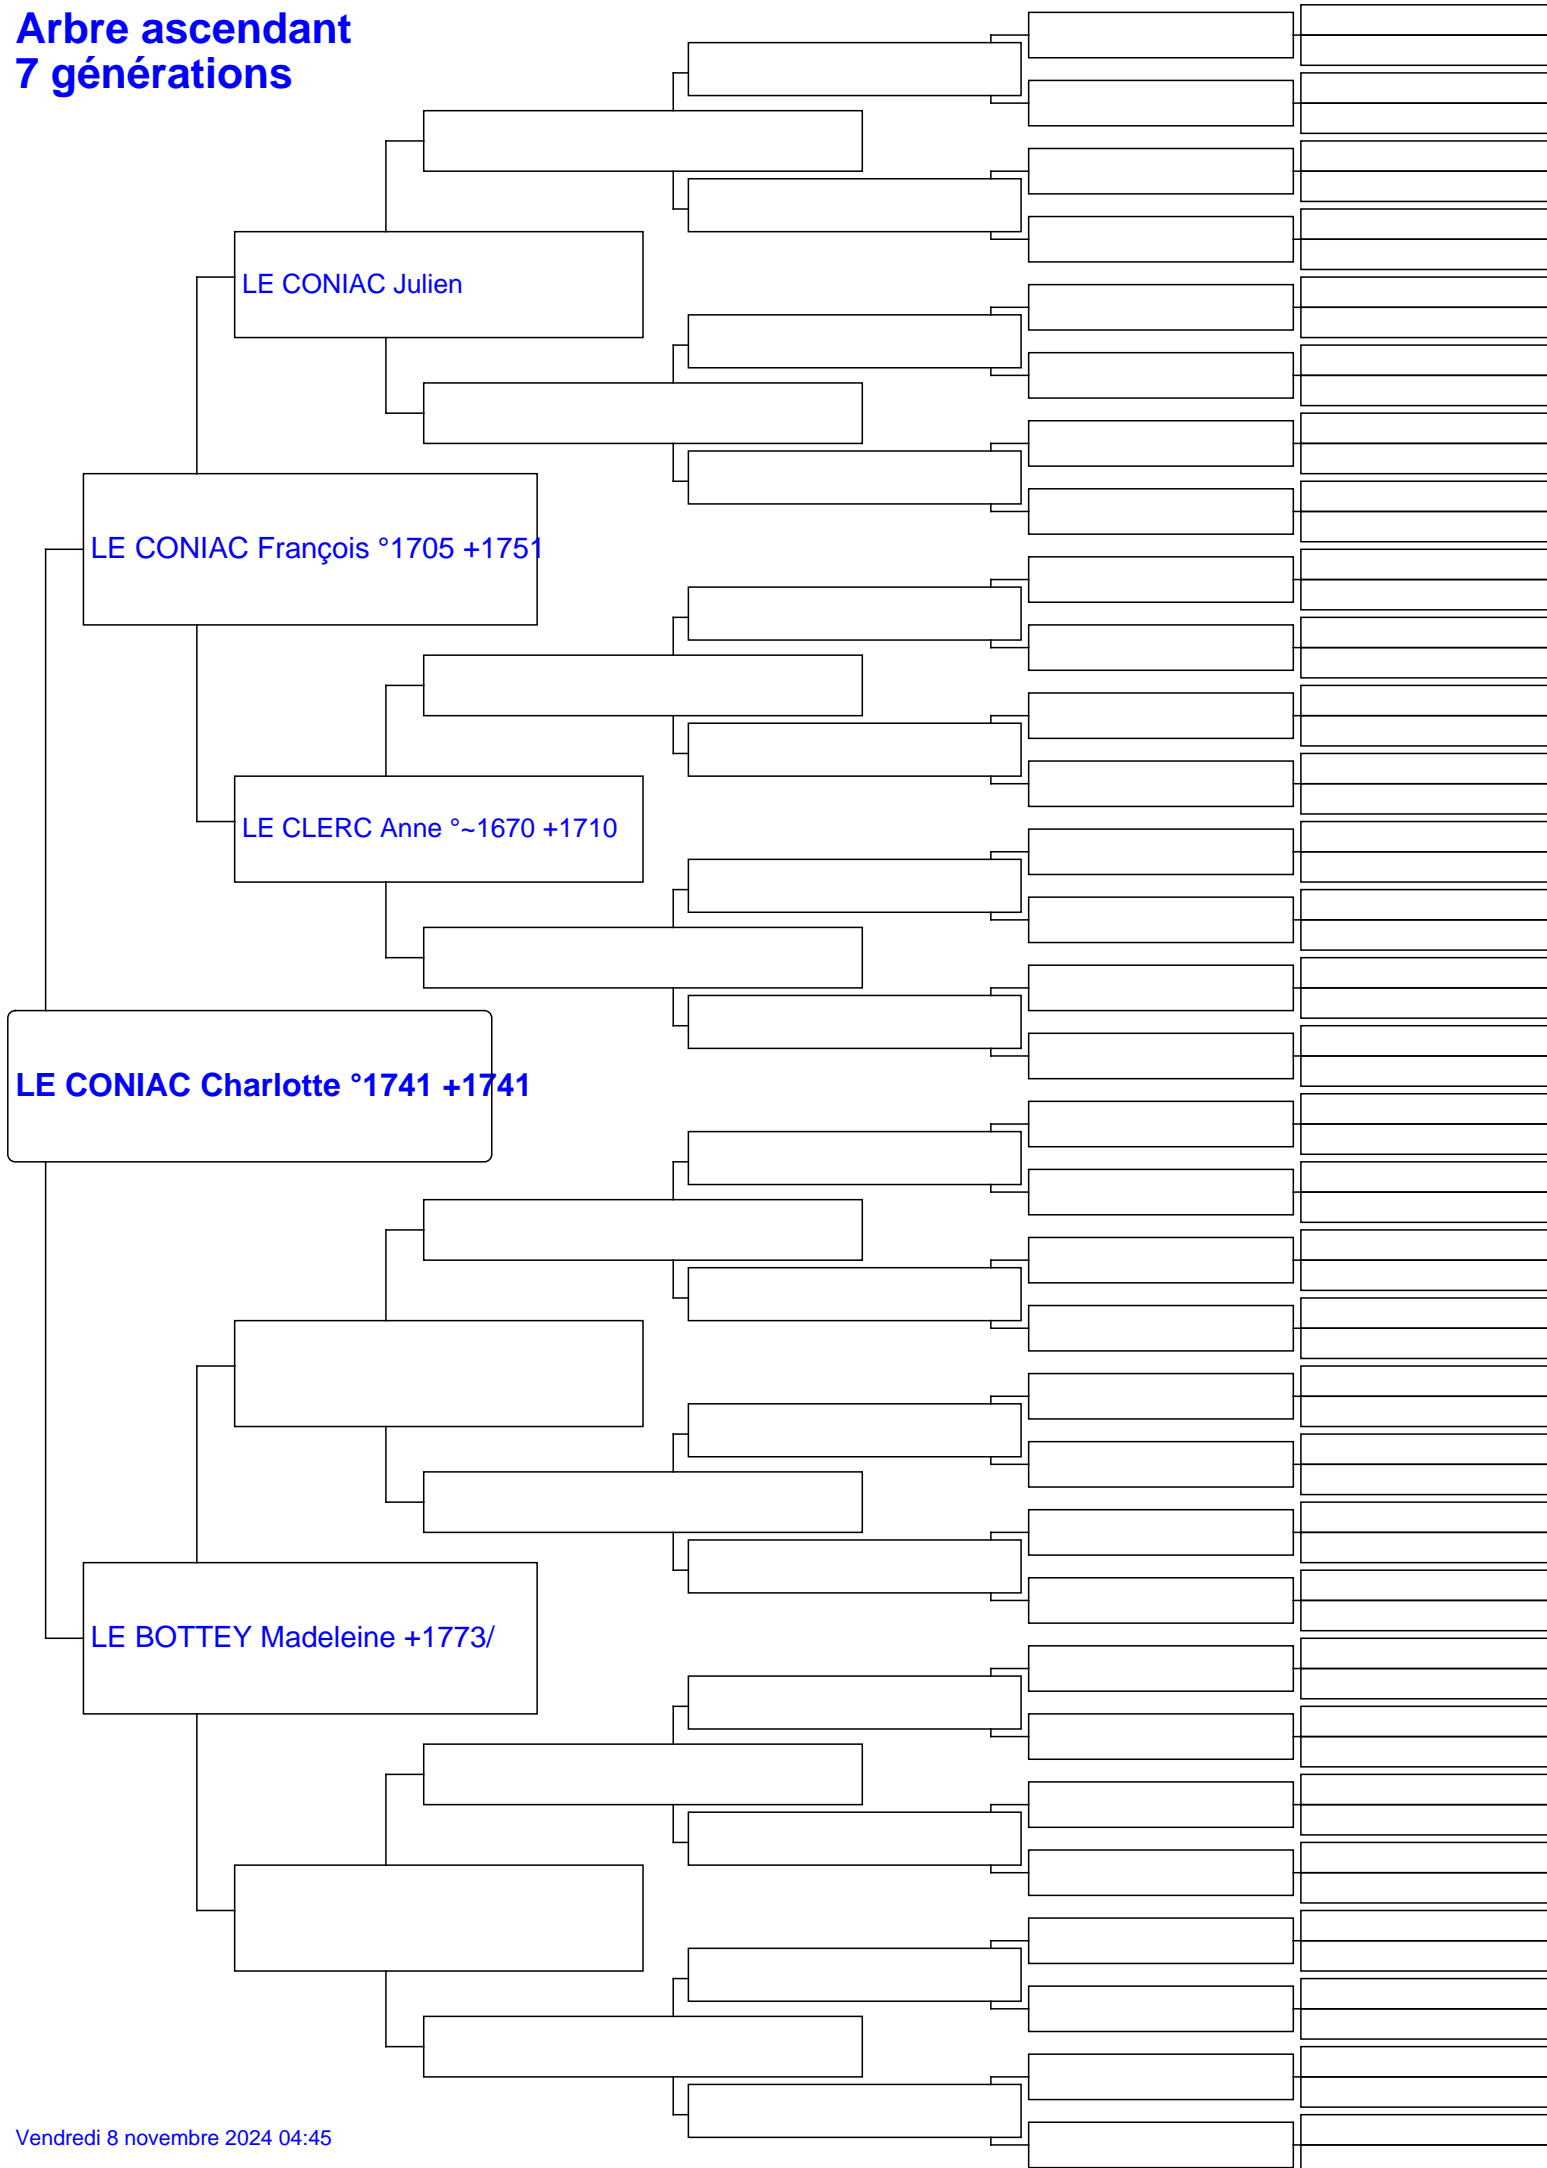 Arbre ascendant
7 générations
LE CONIAC Julien
LE CONIAC François °1705 +1751
LE CLERC Anne °~1670 +1710
LE CONIAC Charlotte °1741 +1741
LE BOTTEY Madeleine +1773/
Vendredi 8 novembre 2024 04:45